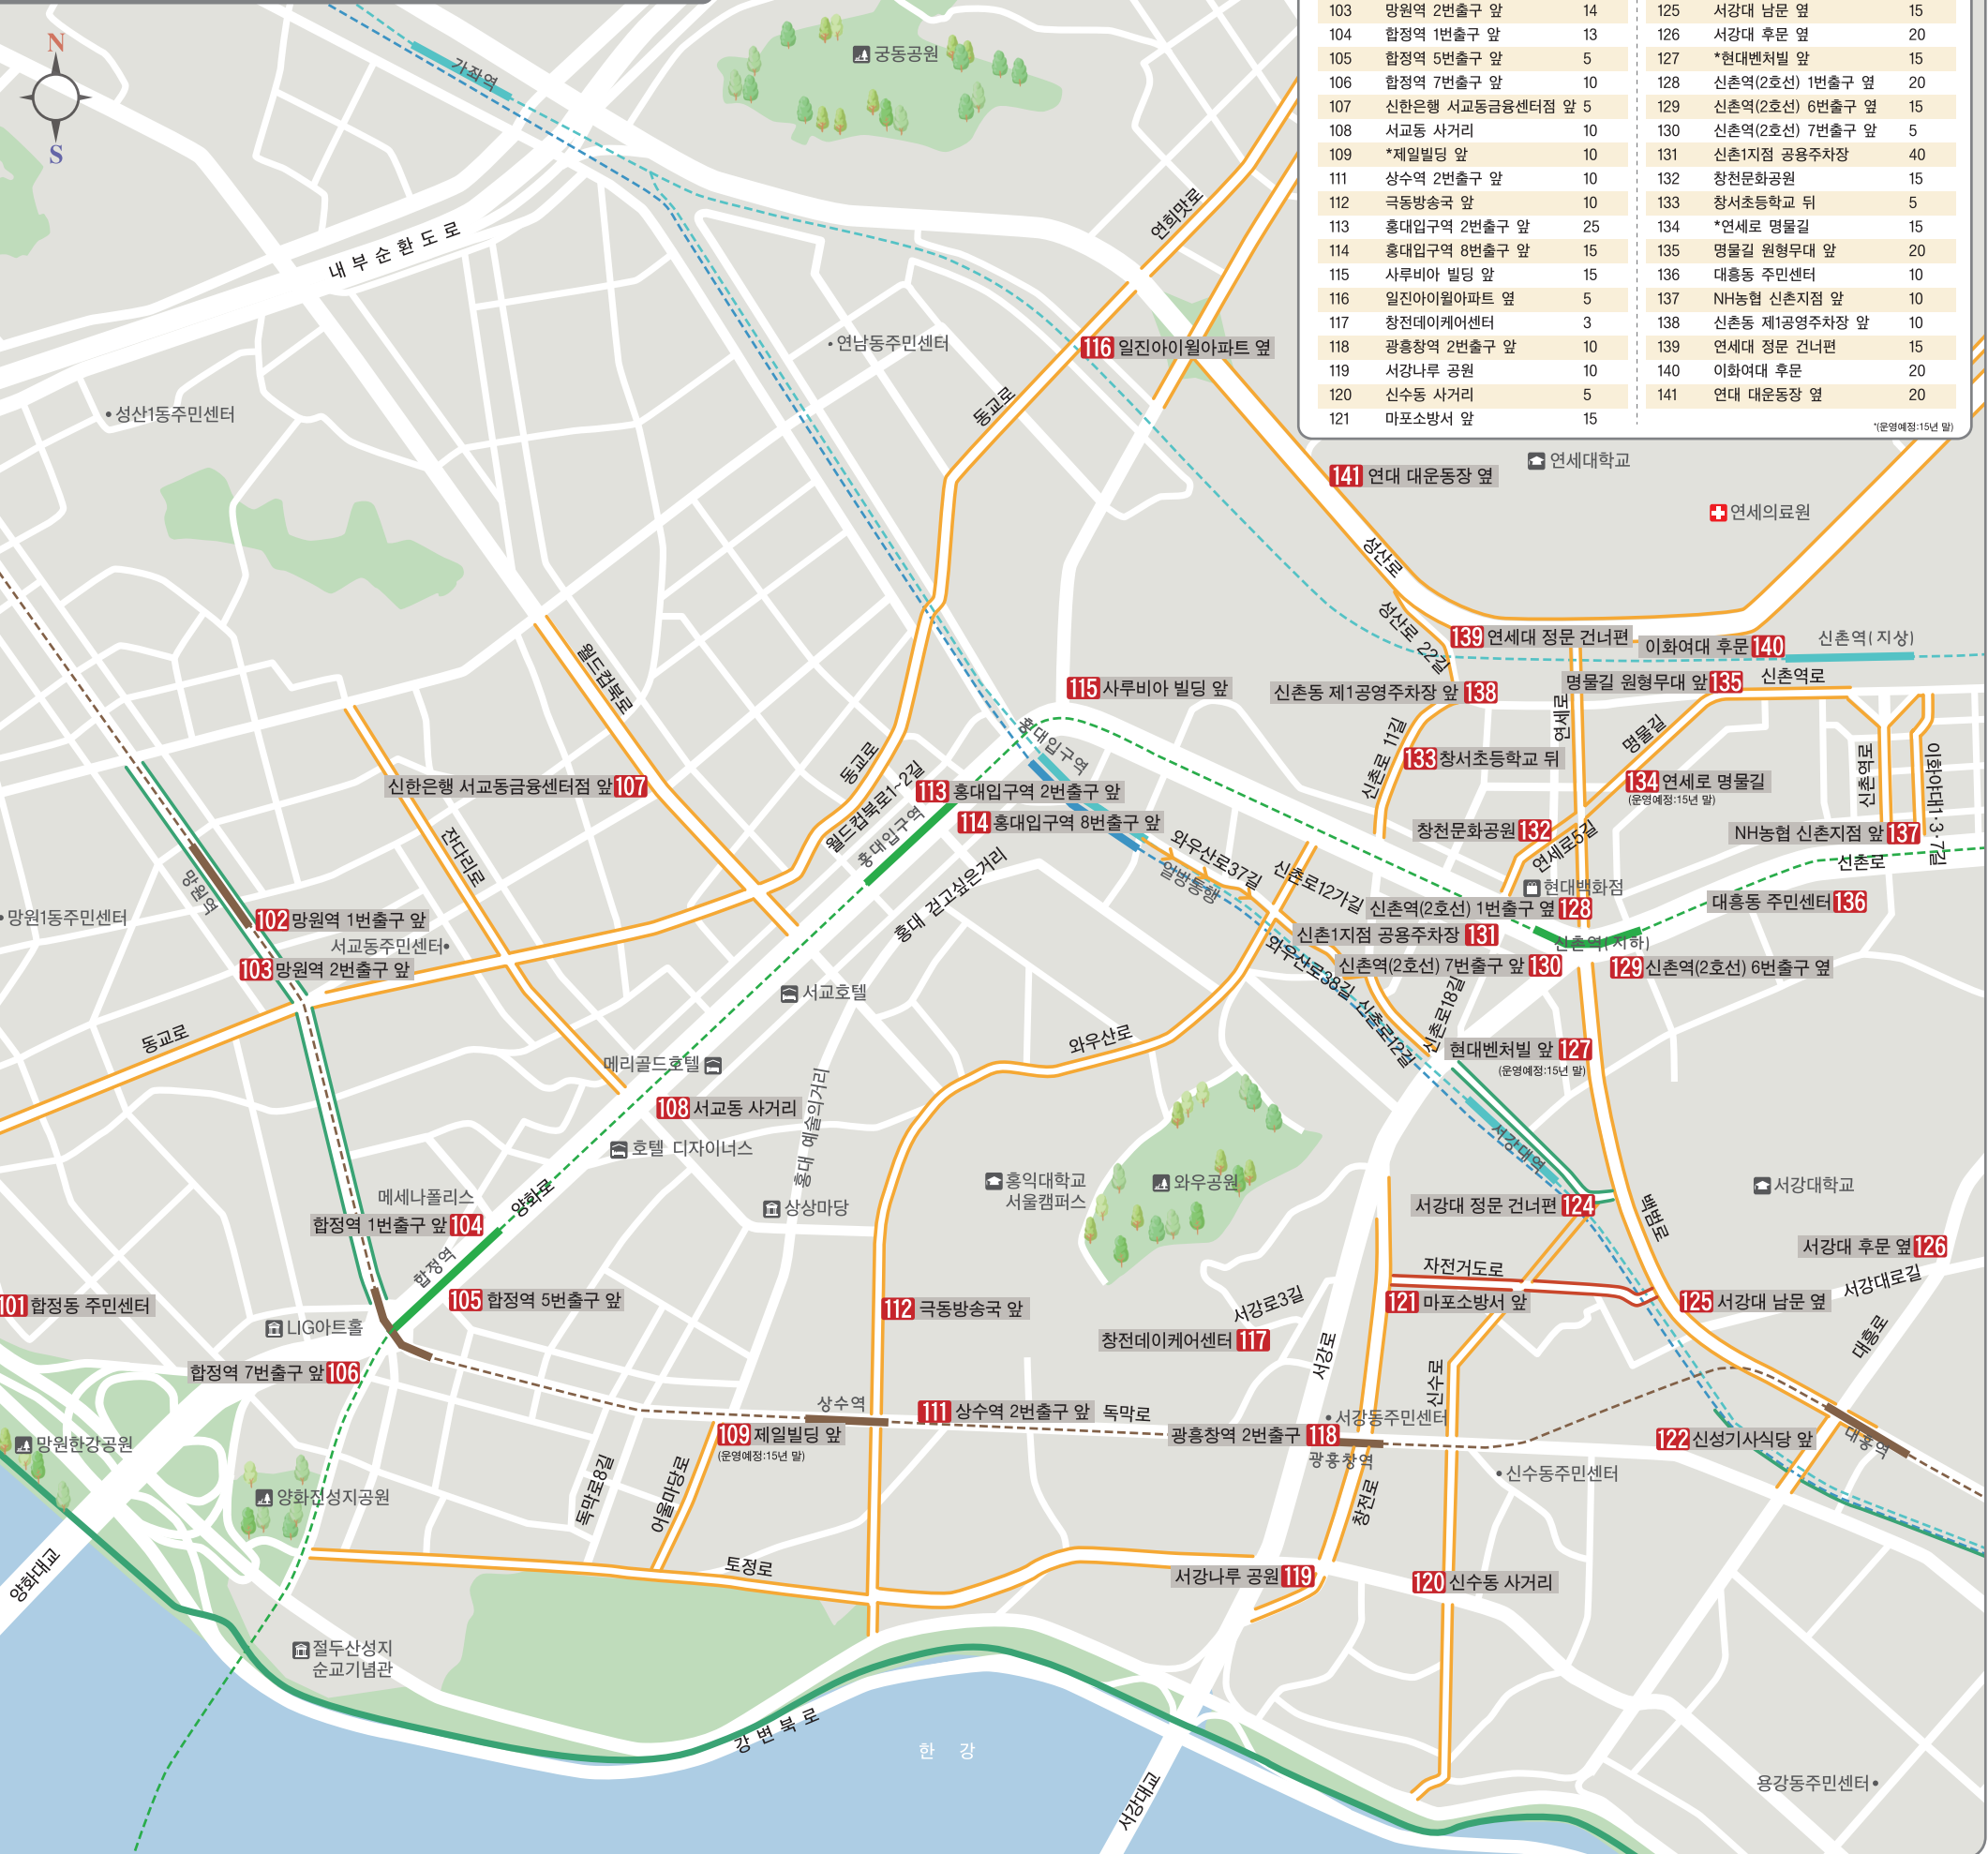 103 망원역 2번출구 앞 14
104 합정역 1번출구 앞 13
105 합정역 5번출구 앞 5
106 합정역 7번출구 앞 10
107 신한은행 서교동금융센터점 앞 5
108 서교동 사거리 10
109 *제일빌딩 앞 10
111 상수역 2번출구 앞 10
112 극동방송국 앞 10
113 홍대입구역 2번출구 앞 25
114 홍대입구역 8번출구 앞 15
115 사루비아 빌딩 앞 15
116 일진아이윌아파트 옆 5
117 창전데이케어센터 3
118 광흥창역 2번출구 앞 10
119 서강나루 공원 10
120 신수동 사거리 5
121 마포소방서 앞 15
125 서강대 남문 옆 15
126 서강대 후문 옆 20
127 *현대벤처빌 앞 15
128 신촌역(2호선) 1번출구 옆 20
129 신촌역(2호선) 6번출구 옆 15
130 신촌역(2호선) 7번출구 앞 5
131 신촌1지점 공용주차장 40
132 창천문화공원 15
133 창서초등학교 뒤 5
134 *연세로 명물길 15
135 명물길 원형무대 앞 20
136 대흥동 주민센터 10
137 NH농협 신촌지점 앞 10
138 신촌동 제1공영주차장 앞 10
139 연세대 정문 건너편 15
140 이화여대 후문 20
141 연대 대운동장 옆 20
*(운영예정:15년 말)
N
S
가좌역
궁동공원
내부순환도로
연희맛로
연남동주민센터
116 일진아이윌아파트 옆
성산1동주민센터
동교로
141 연대 대운동장 옆
연세대학교
연세의료원
성산로
성산로 22길
139 연세대 정문 건너편
이화여대 후문 140
신촌역(지상)
월드컵북로
115 사루비아 빌딩 앞
신촌동 제1공영주차장 앞 138
명물길 원형무대 앞 135
신촌역로
연세로
명물길
홍대입구역
신촌로 11길
133 창서초등학교 뒤
134 연세로 명물길
(운영예정:15년 말)
신촌역로
이화여대1·3·7길
신한은행 서교동금융센터점 앞 107
동교로
월드컵북로1~2길
113 홍대입구역 2번출구 앞
114 홍대입구역 8번출구 앞
홍대입구역
창천문화공원 132
연세로5길
NH농협 신촌지점 앞 137
신촌로
잔다리로
와우산로37길
일방통행
신촌로12가길
현대백화점
홍대 걷고싶은거리
망원역
망원1동주민센터
102 망원역 1번출구 앞
서교동주민센터
103 망원역 2번출구 앞
신촌역(2호선) 1번출구 옆 128
대흥동 주민센터 136
신촌1지점 공용주차장 131
신촌역(지하)
신촌역(2호선) 7번출구 앞 130
129 신촌역(2호선) 6번출구 옆
와우산로38길
신촌로12길
신촌로18길
서교호텔
동교로
와우산로
메리골드호텔
현대벤처빌 앞 127
(운영예정:15년 말)
108 서교동 사거리
호텔 디자이너스
홍대 예술의거리
서강대역
메세나폴리스
양화로
홍익대학교
서울캠퍼스
와우공원
서강대학교
상상마당
합정역 1번출구 앞 104
서강대 정문 건너편 124
백범로
서강대 후문 옆 126
합정역
자전거도로
서강대로길
101 합정동 주민센터
105 합정역 5번출구 앞
112 극동방송국 앞
서강로3길
121 마포소방서 앞
125 서강대 남문 옆
LIG아트홀
창전데이케어센터 117
서강로
대흥로
합정역 7번출구 앞 106
신수로
상수역
111 상수역 2번출구 앞
독막로
서강동주민센터
109 제일빌딩 앞
(운영예정:15년 말)
광흥창역 2번출구 118
광흥창역
122 신성기사식당 앞
대흥역
망원한강공원
신수동주민센터
양화진성지공원
독막로8길
어울마당로
창전로
토정로
서강나루 공원 119
120 신수동 사거리
양화대교
절두산성지
순교기념관
강변북로
한 강
서강대교
용강동주민센터